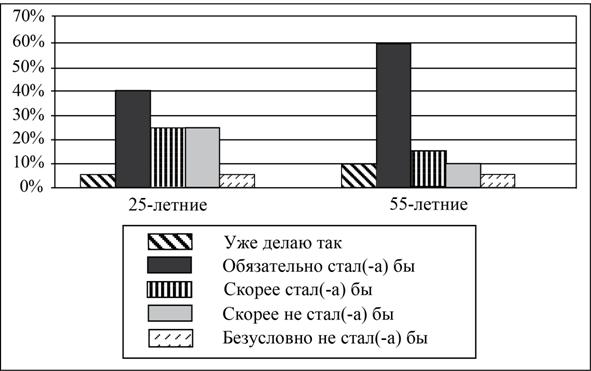 70%
60%
50%
40%
30%
20%
10%
0%
25-летние 55-летние
Уже делаю так
Обязательно стал(-а) бы
Скорее стал(-а) бы
Скорее не стал(-а) бы
Безусловно не стал(-а) бы